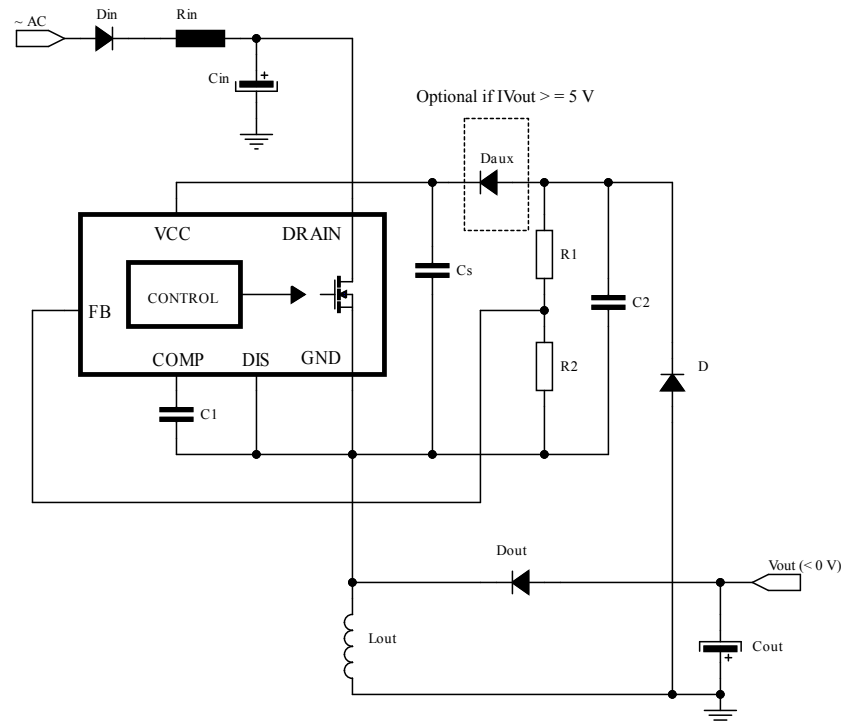 ~ AC
Din
Rin
Cin
Optional if IVout > = 5 V
Daux
VCC
DRAIN
R1
Cs
C2
CONTROL
FB
COMP
DIS
GND
R2
D
C1
Dout
Vout (< 0 V)
Lout
Cout